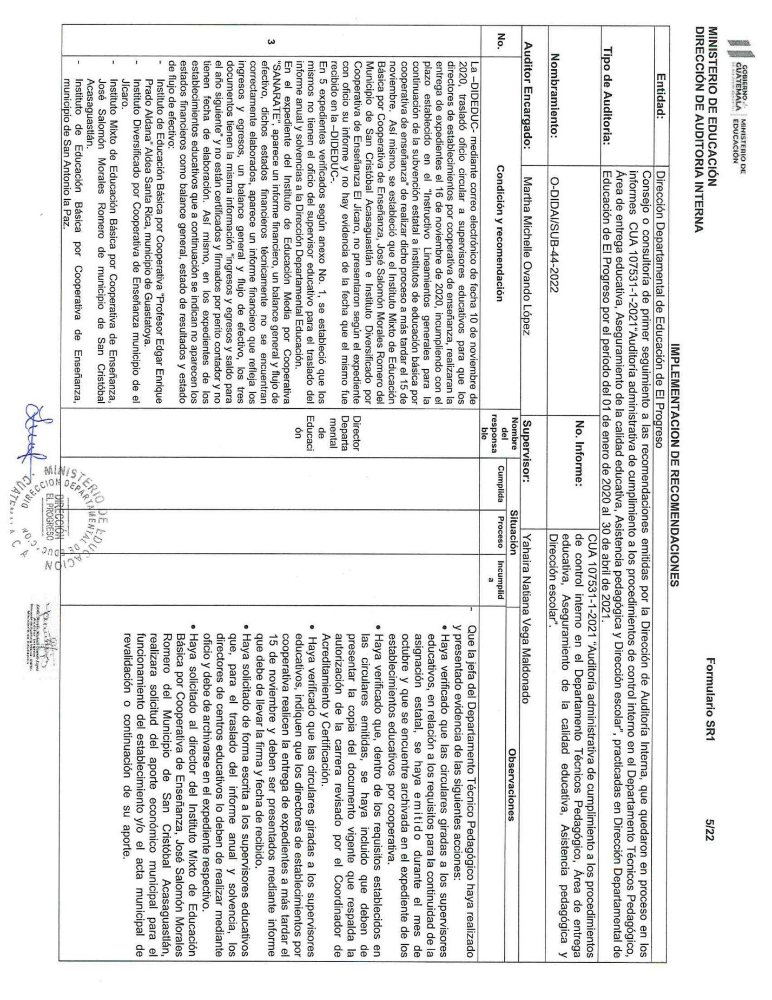 GOBIERNO de GUATEMALA
MINISTERIO DE EDUCACIÓN
MINISTERIO DE EDUCACIÓN
DIRECCIÓN DE AUDITORIA INTERNA
Formulario SR1
5/22
IMPLEMENTACION DE RECOMENDACIONES
Entidad:
Dirección Departamental de Educación de El Progreso
Tipo de Auditoria:
Consejo o consultoría de primer seguimiento a las recomendaciones emitidas por la Dirección de Auditoría Interna, que quedaron en proceso en los
informes CUA 107531-1-2021"Auditoría administrativa de cumplimiento a los procedimientos de control interno en el Departamento Técnicos Pedagógico,
Área de entrega educativa, Aseguramiento de la calidad educativa, Asistencia pedagógica y Dirección escolar", practicadas en Dirección Departamental de
Educación de El Progreso por el período del 01 de enero de 2020 al 30 de abril de 2021.
Nombramiento:
O-DIDAI/SUB-44-2022
No. Informe:
CUA 107531-1-2021 "Auditoría administrativa de cumplimiento a los procedimientos
de control interno en el Departamento Técnicos Pedagógico, Área de entrega
educativa, Aseguramiento de la calidad educativa, Asistencia pedagógica y
Dirección escolar".
Auditor Encargado:
Martha Michelle Ovando López
Supervisor:
Yahaira Natiana Vega Maldonado
No.
Condición y recomendación
Nombre
del
responsa
ble
Situación
Cumplida
Proceso
Incumplid
a
Observaciones
3
La –DIDEDUC- mediante correo electrónico de fecha 10 de noviembre de
2020, trasladó oficio circular a supervisores educativos para que los
directores de establecimientos por cooperativa de enseñanza, realizaran la
entrega de expedientes el 16 de noviembre de 2020, incumpliendo con el
plazo establecido en el "Instructivo Lineamientos generales para la
continuación de la subvención estatal a institutos de educación básica por
cooperativa de enseñanza" de realizar dicho proceso a más tardar el 15 de
noviembre. Así mismo, se estableció que el Instituto Mixto de Educación
Básica por Cooperativa de Enseñanza, José Salomón Morales Romero del
Municipio de San Cristóbal Acasaguastlán e Instituto Diversificado por
Cooperativa de Enseñanza El Jícaro, no presentaron según el expediente
con oficio su informe y no hay evidencia de la fecha que el mismo fue
recibido en la –DIDEDUC-.
En 5 expedientes verificados según anexo No. 1, se estableció que los
mismos no tienen el oficio del supervisor educativo para el traslado del
informe anual y solvencias a la Dirección Departamental Educación.
En el expediente del Instituto de Educación Media por Cooperativa
"SANARATE", aparece un informe financiero, un balance general y flujo de
efectivo, dichos estados financieros técnicamente no se encuentran
correctamente elaborados, aparece un informe financiero que refleja los
ingresos y egresos, un balance general y flujo de efectivo, los tres
documentos tienen la misma información "ingresos y egresos y saldo para
el año siguiente" y no están certificados y firmados por perito contador y no
tienen fecha de elaboración. Así mismo, en los expedientes de los
establecimientos educativos que a continuación se indican no aparecen los
estados financieros como balance general, estado de resultados y estado
de flujo de efectivo:
- Instituto de Educación Básica por Cooperativa "Profesor Edgar Enrique
Prado Aldana" Aldea Santa Rica, municipio de Guastatoya.
- Instituto Diversificado por Cooperativa de Enseñanza municipio de el
Jícaro.
- Instituto Mixto de Educación Básica por Cooperativa de Enseñanza,
José Salomón Morales Romero de municipio de San Cristóbal
Acasaguastlán.
- Instituto de Educación Básica por Cooperativa de Enseñanza,
municipio de San Antonio la Paz.
Director
Departa
mental
de
Educaci
ón
- Que la jefa del Departamento Técnico Pedagógico haya realizado
y presentado evidencia de las siguientes acciones:
• Haya verificado que las circulares giradas a los supervisores
educativos, en relación a los requisitos para la continuidad de la
asignación estatal, se haya emitido durante el mes de
octubre y que se encuentre archivada en el expediente de los
establecimientos educativos por cooperativa.
• Haya verificado que, dentro de los requisitos establecidos en
las circulares emitidas, se haya incluido que deben de
presentar la copia del documento vigente que respalda la
autorización de la carrera revisado por el Coordinador de
Acreditamiento y Certificación.
• Haya verificado que las circulares giradas a los supervisores
educativos, indiquen que los directores de establecimientos por
cooperativa realicen la entrega de expedientes a más tardar el
15 de noviembre y deben ser presentados mediante informe
que debe de llevar la firma y fecha de recibido.
• Haya solicitado de forma escrita a los supervisores educativos
que, para el traslado del informe anual y solvencia, los
directores de centros educativos lo deben de realizar mediante
oficio y debe de archivarse en el expediente respectivo.
• Haya solicitado al director del Instituto Mixto de Educación
Básica por Cooperativa de Enseñanza, José Salomón Morales
Romero del Municipio de San Cristóbal Acasaguastlán,
realizara solicitud del aporte económico municipal para el
funcionamiento del establecimiento y/o el acta municipal de
revalidación o continuación de su aporte.
MINISTERIO DE EDUCACION
DIRECCION DEPARTAMENTAL DE EDUC
DIRECCIÓN
EL PROGRESO
Auditor Interno
Ministerio de Educación